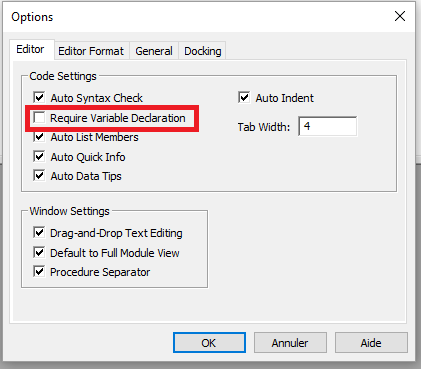 Options
Editor Editor Format General Docking
Code Settings
Auto Syntax Check Auto Indent
Require Variable Declaration
Tab Width: 4
Auto List Members
Auto Quick Info
Auto Data Tips
Window Settings
Drag-and-Drop Text Editing
Default to Full Module View
Procedure Separator
OK Annuler Aide